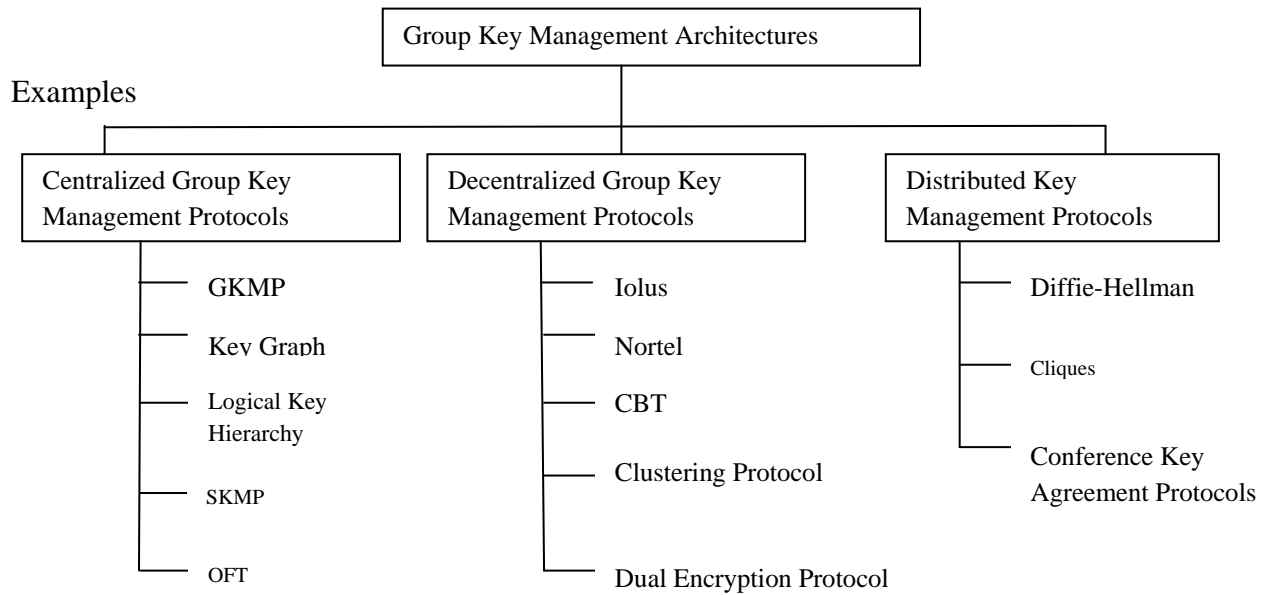 Group Key Management Architectures
Examples
Centralized Group Key
Management Protocols
GKMP
Key Graph
Logical Key
Hierarchy
SKMP
OFT
Decentralized Group Key
Management Protocols
Iolus
Nortel
CBT
Clustering Protocol
Dual Encryption Protocol
Distributed Key
Management Protocols
Diffie-Hellman
Cliques
Conference Key
Agreement Protocols